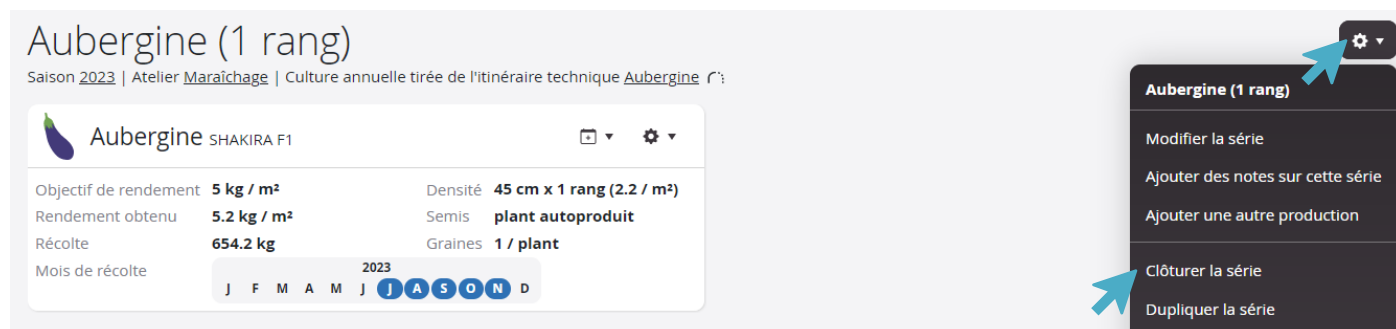 Aubergine (1 rang)
Saison 2023 | Atelier Maraîchage | Culture annuelle tirée de l'itinéraire technique Aubergine
Aubergine SHAKIRA F1
Objectif de rendement 5 kg / m² Densité 45 cm x 1 rang (2.2 / m²)
Rendement obtenu 5.2 kg / m² Semis plant autoproduit
Récolte 654.2 kg Graines 1 / plant
Mois de récolte 2023
J F M A M J J A S O N D
Aubergine (1 rang)
Modifier la série
Ajouter des notes sur cette série
Ajouter une autre production
Clôturer la série
Dupliquer la série